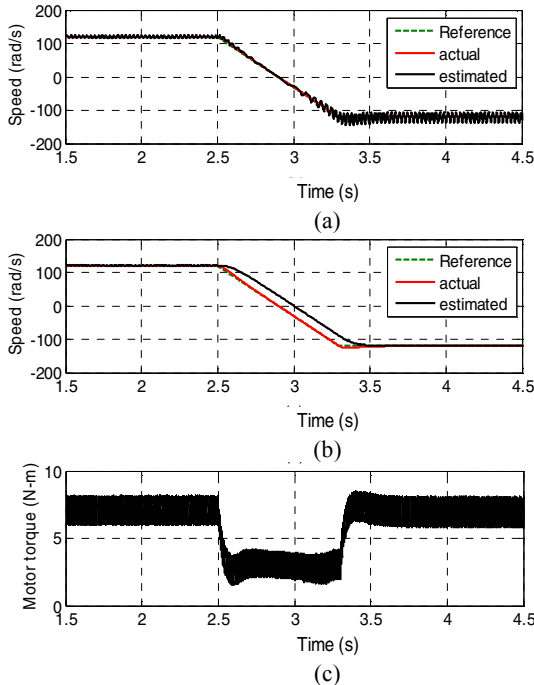 200
100
0
-100
-200
Speed (rad/s)
Reference
actual
estimated
1.5 2 2.5 3 3.5 4 4.5
Time (s)
(a)
200
100
0
-100
-200
Speed (rad/s)
Reference
actual
estimated
1.5 2 2.5 3 3.5 4 4.5
Time (s)
(b)
10
5
0
Motor torque (N-m)
1.5 2 2.5 3 3.5 4 4.5
Time (s)
(c)